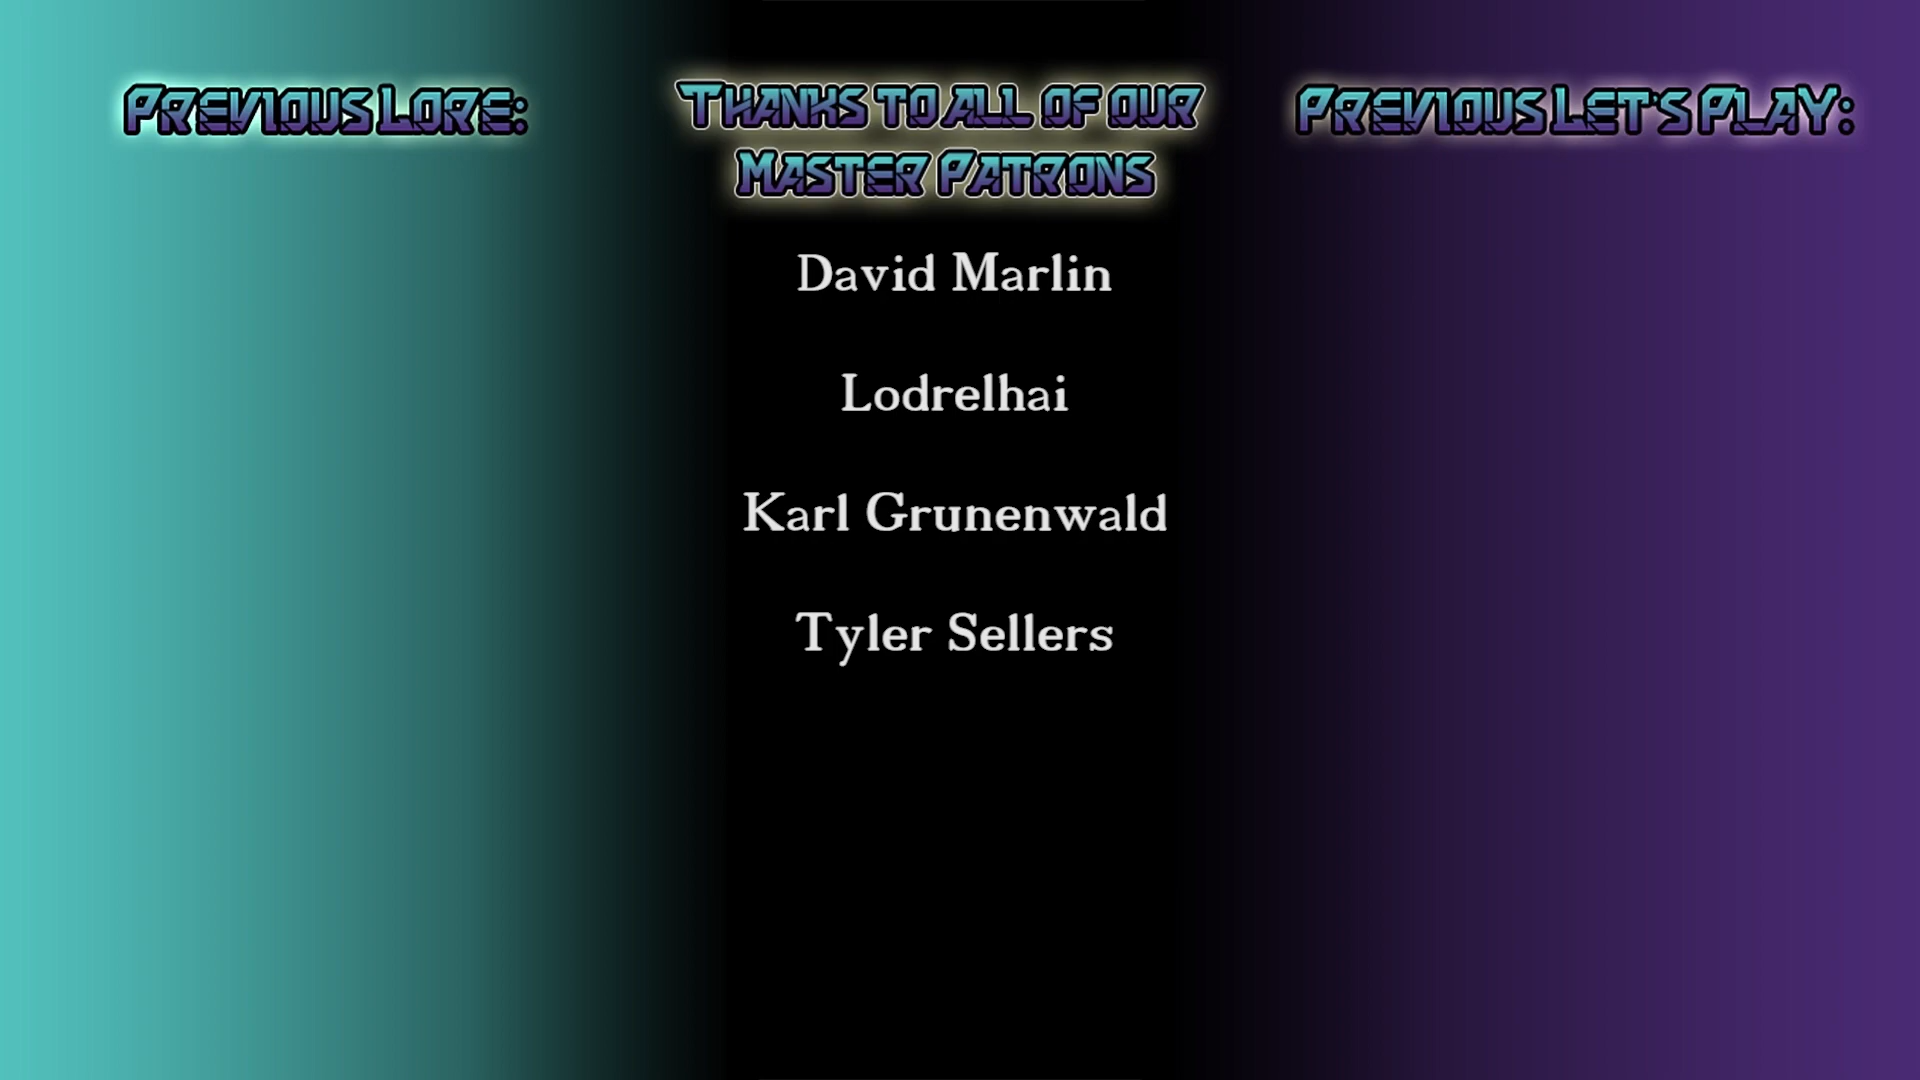 Previous Lore:
Thanks to all of our
Master Patrons
Previous Let's Play:
David Marlin
Lodrelhai
Karl Grunenwald
Tyler Sellers